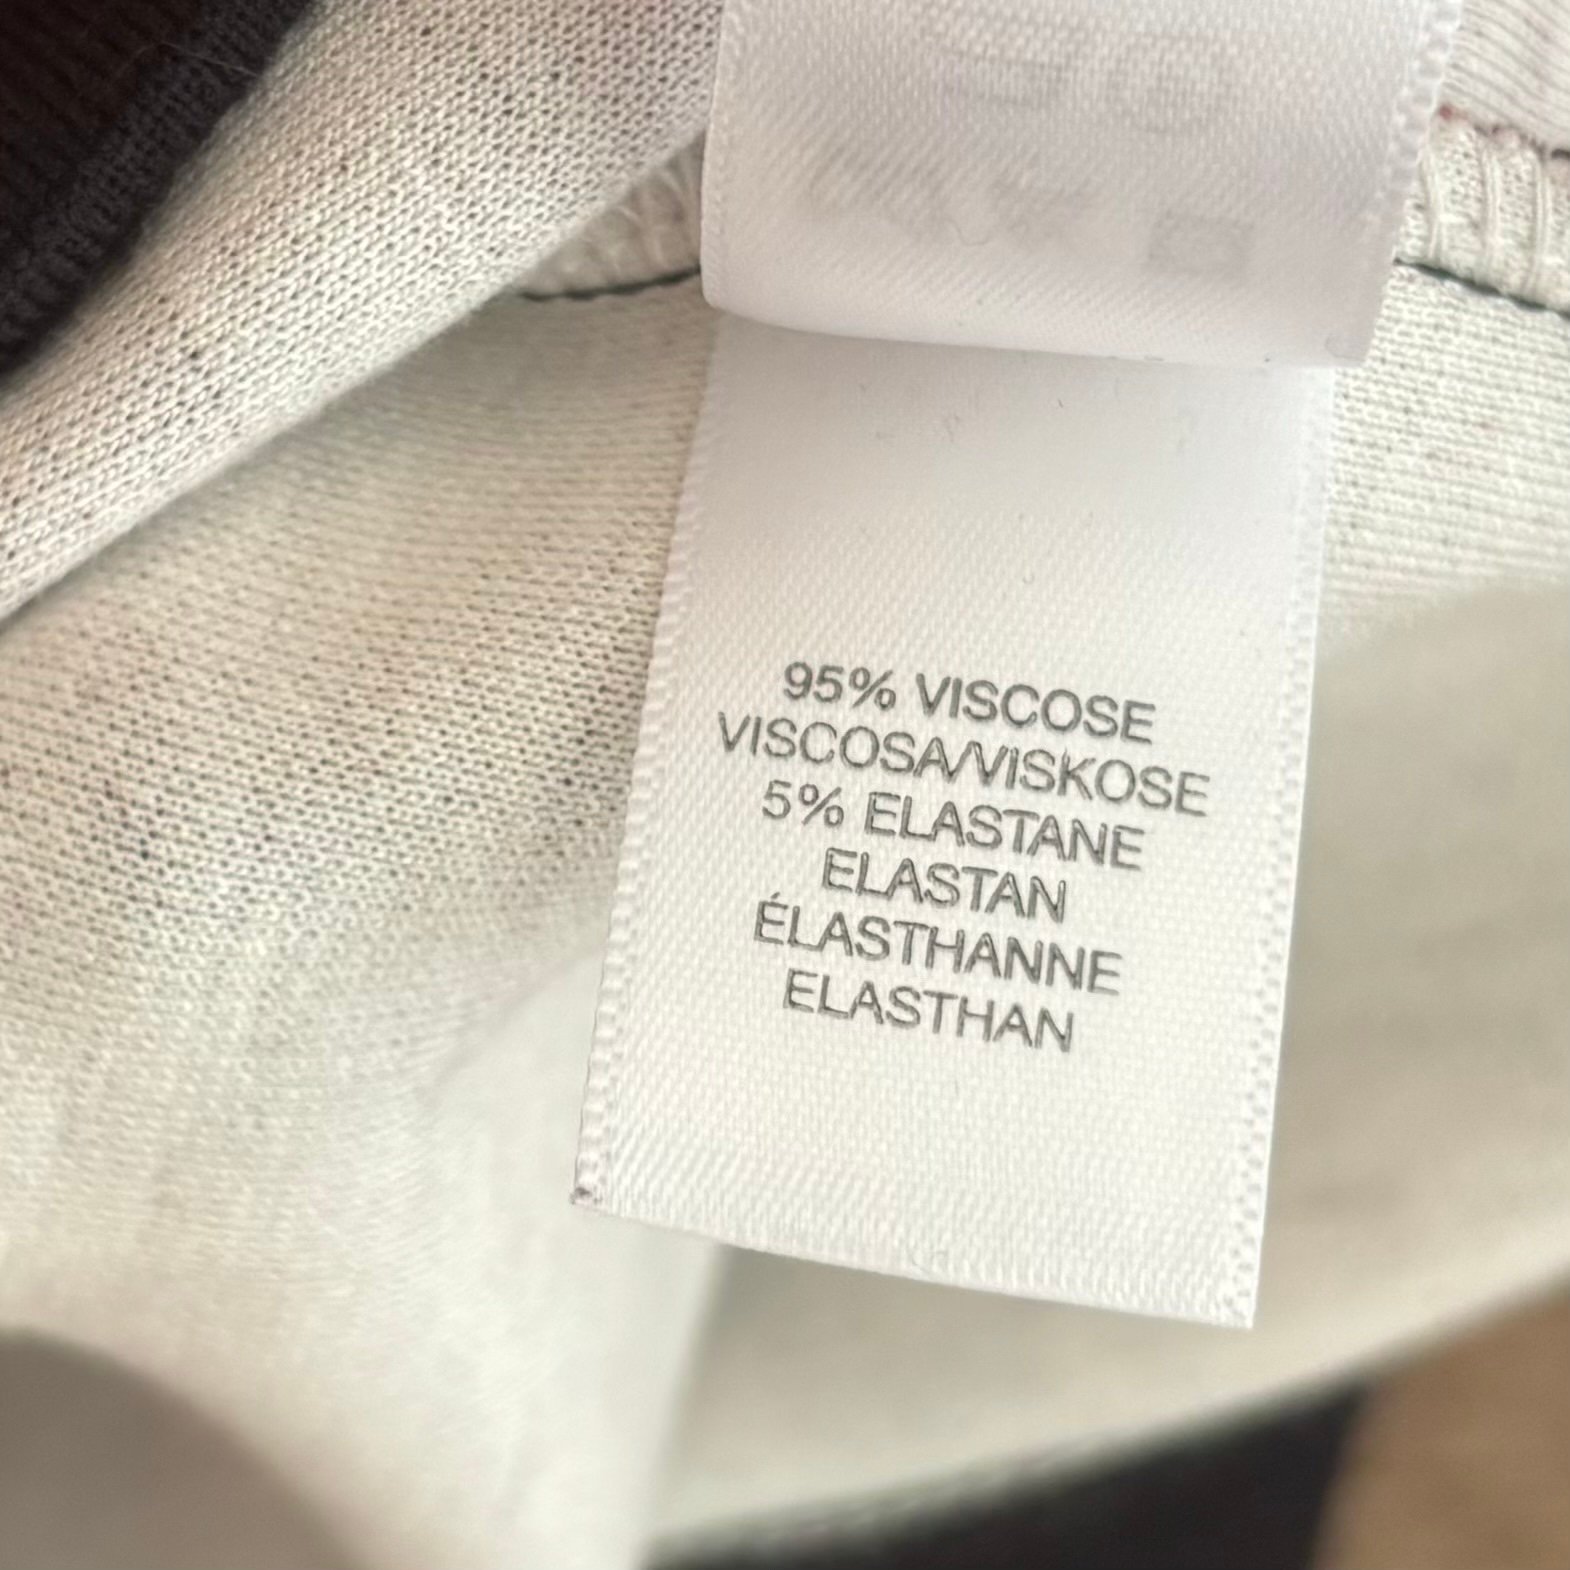 95% VISCOSE
VISCOSA/VISKOSE
5% ELASTANE
ELASTAN
ÉLASTHANNE
ELASTHAN